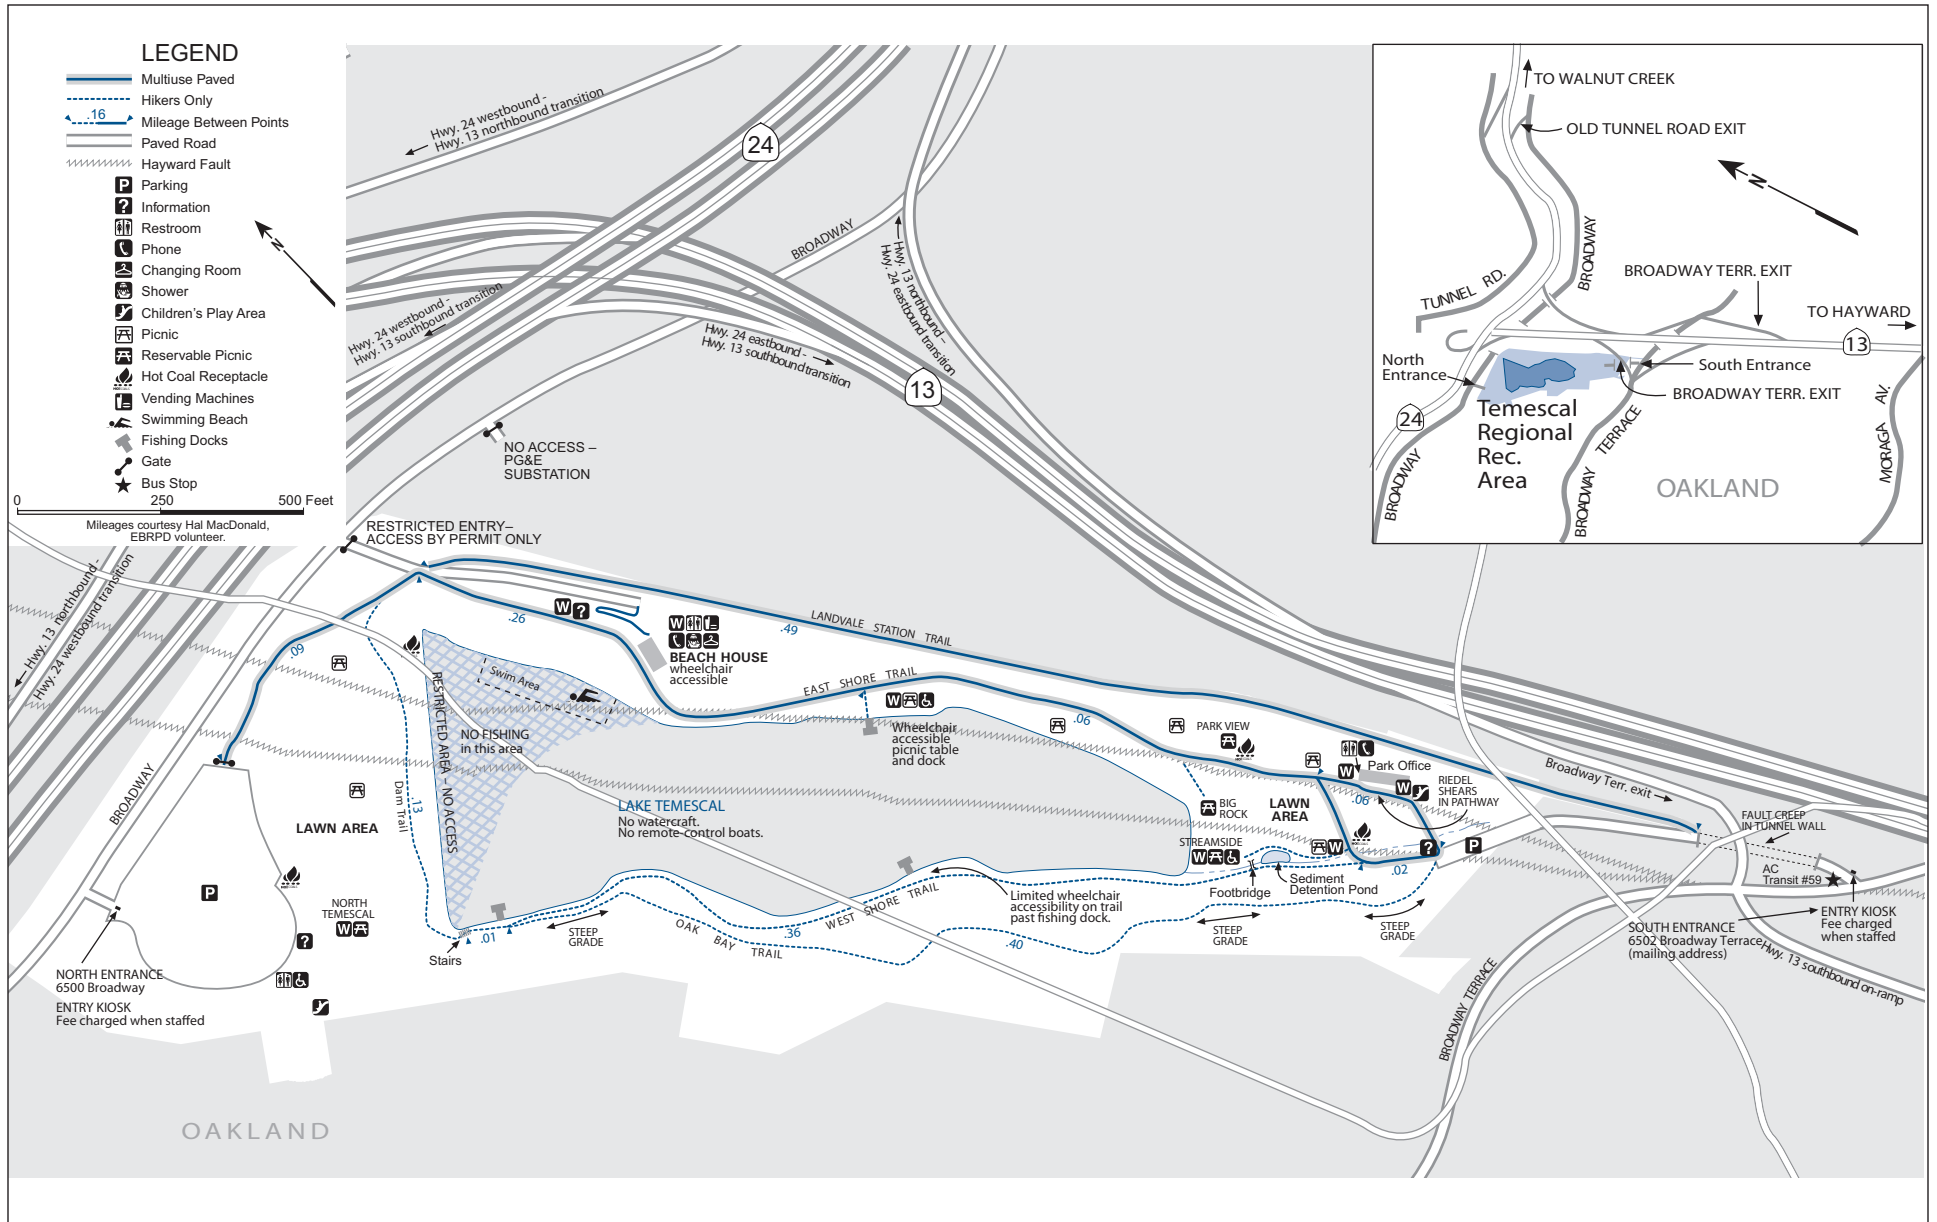 LEGEND
Multiuse Paved
Hikers Only
.16
Mileage Between Points
Paved Road
Hayward Fault
P
Parking
?
Information
Restroom
Phone
Changing Room
Shower
Children's Play Area
Picnic
Reservable Picnic
Hot Coal Receptacle
Vending Machines
Swimming Beach
Fishing Docks
Gate
Bus Stop
N
0 250 500 Feet
Mileages courtesy Hal MacDonald,
EBRPD volunteer.
Hwy. 24 westbound -
Hwy. 13 northbound transition
24
BROADWAY
Hwy. 13 northbound –
Hwy. 24 eastbound transition
Hwy. 24 westbound -
Hwy. 13 southbound transition
Hwy. 24 eastbound -
Hwy. 13 southbound transition
13
NO ACCESS –
PG&E
SUBSTATION
RESTRICTED ENTRY–
ACCESS BY PERMIT ONLY
Hwy. 13 northbound -
Hwy. 24 westbound transition
TO WALNUT CREEK
OLD TUNNEL ROAD EXIT
N
BROADWAY
TUNNEL RD.
BROADWAY TERR. EXIT
TO HAYWARD
13
North
Entrance
South Entrance
BROADWAY TERR. EXIT
24
Temescal
Regional
Rec.
Area
BROADWAY
BROADWAY TERRACE
MORAGA AV.
OAKLAND
.26
W ?
W
BEACH HOUSE
wheelchair
accessible
.49
LANDVALE STATION TRAIL
.09
Swim Area
EAST SHORE TRAIL
W
Wheelchair
accessible
picnic table
and dock
.06
PARK VIEW
Park Office
W
W
RIEDEL
SHEARS
IN PATHWAY
.06
Broadway Terr. exit
FAULT CREEP
IN TUNNEL WALL
NO FISHING
in this area
RESTRICTED AREA – NO ACCESS
.13
Dam Trail
BROADWAY
LAWN AREA
LAKE TEMESCAL
No watercraft.
No remote-control boats.
BIG
ROCK
LAWN
AREA
STREAMSIDE
W
W
?
P
.02
Footbridge
Sediment
Detention Pond
AC
Transit #59
ENTRY KIOSK
Fee charged
when staffed
SOUTH ENTRANCE
6502 Broadway Terrace
(mailing address)
Hwy. 13 southbound on-ramp
BROADWAY TERRACE
P
NORTH
TEMESCAL
W
?
Stairs
.01
STEEP
GRADE
OAK BAY TRAIL
.36
WEST SHORE TRAIL
Limited wheelchair
accessibility on trail
past fishing dock.
.40
STEEP
GRADE
STEEP
GRADE
NORTH ENTRANCE
6500 Broadway
ENTRY KIOSK
Fee charged when staffed
OAKLAND